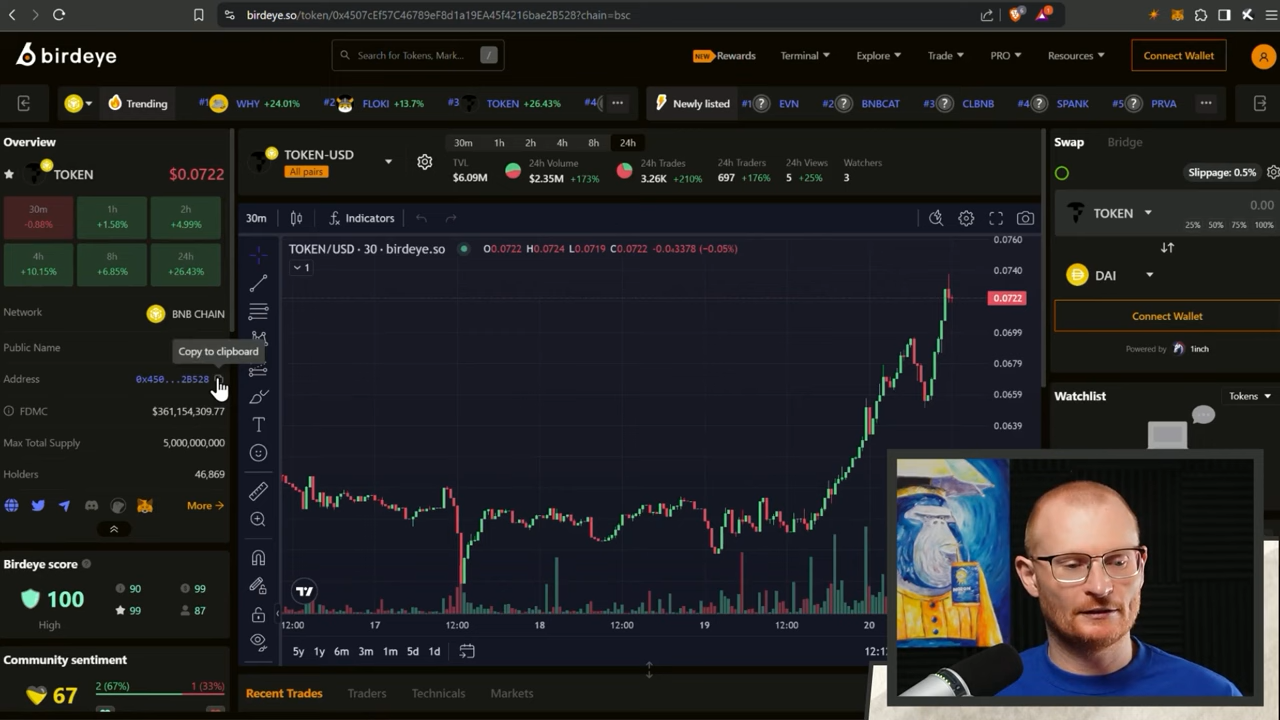 birdeye.so/token/0x4507cEf57C46789eF8d1a19EA45f4216bae2B528?chain=bsc
birdeye
Search for Tokens, Mark... /
NEW Rewards Terminal Explore Trade PRO Resources Connect Wallet
Trending #1 WHY +24.01% #2 FLOKI +13.7% #3 TOKEN +26.43% #4 ...
Newly listed #1 ? EVN #2 ? BNBCAT #3 ? CLBNB #4 ? SPANK #5 ? PRVA ...
Overview
TOKEN $0.0722
30m 1h 2h
-0.88% +1.58% +4.99%
4h 8h 24h
+10.15% +6.85% +26.43%
Network BNB CHAIN
Public Name
Copy to clipboard
Address 0x450...2B528
FDMC $361,154,309.77
Max Total Supply 5,000,000,000
Holders 46,869
More →
Birdeye score
100
High
90 99
99 87
Community sentiment
67 2 (67%) 1 (33%)
TOKEN-USD
All pairs
30m 1h 2h 4h 8h 24h
TVL 24h Volume 24h Trades 24h Traders 24h Views Watchers
$6.09M $2.35M +173% 3.26K +210% 697 +176% 5 +25% 3
30m Indicators
TOKEN/USD · 30 · birdeye.so O0.0722 H0.0724 L0.0719 C0.0722 -0.0₃3378 (-0.05%)
1
0.0760
0.0740
0.0722
0.0699
0.0679
0.0659
0.0639
12:00 17 12:00 18 12:00 19 12:00 20
5y 1y 6m 3m 1m 5d 1d
Recent Trades Traders Technicals Markets
Swap Bridge
Slippage: 0.5%
TOKEN 0.00
25% 50% 75% 100%
DAI
Connect Wallet
Powered by 1inch
Watchlist Tokens